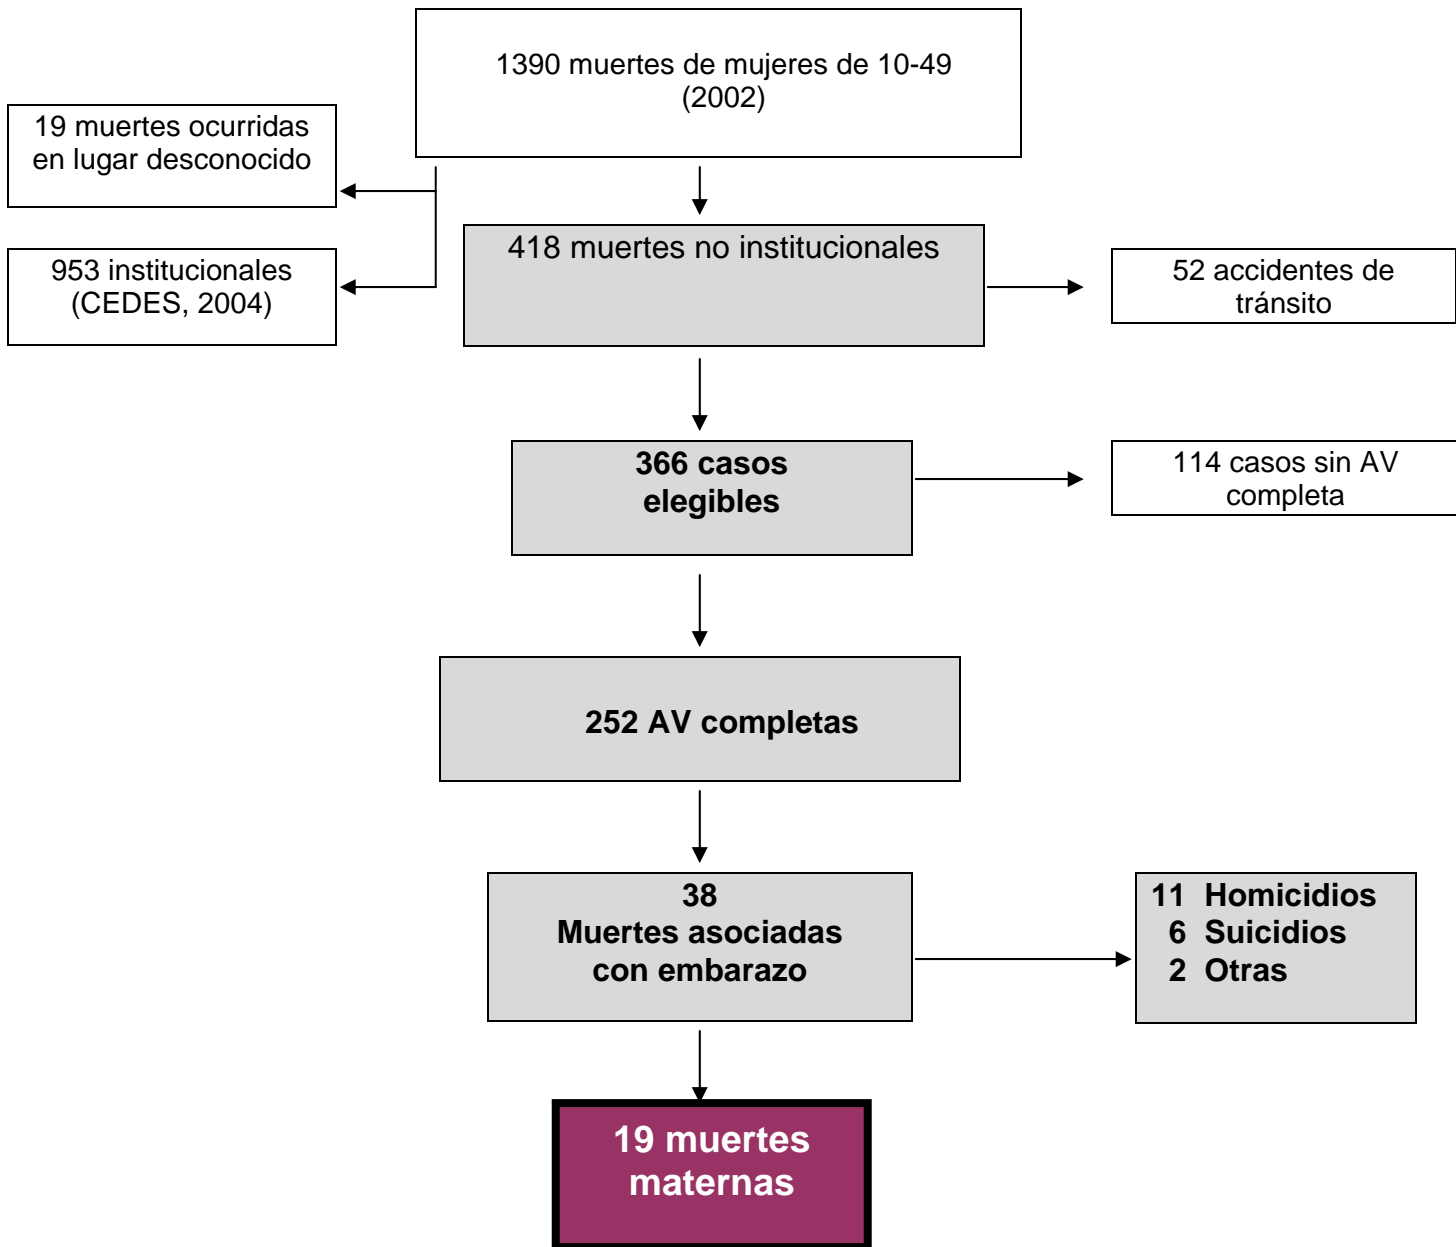 1390 muertes de mujeres de 10-49
(2002)
19 muertes ocurridas
en lugar desconocido
953 institucionales
(CEDES, 2004)
418 muertes no institucionales
52 accidentes de
tránsito
366 casos
elegibles
114 casos sin AV
completa
252 AV completas
38
Muertes asociadas
con embarazo
11 Homicidios
6 Suicidios
2 Otras
19 muertes
maternas